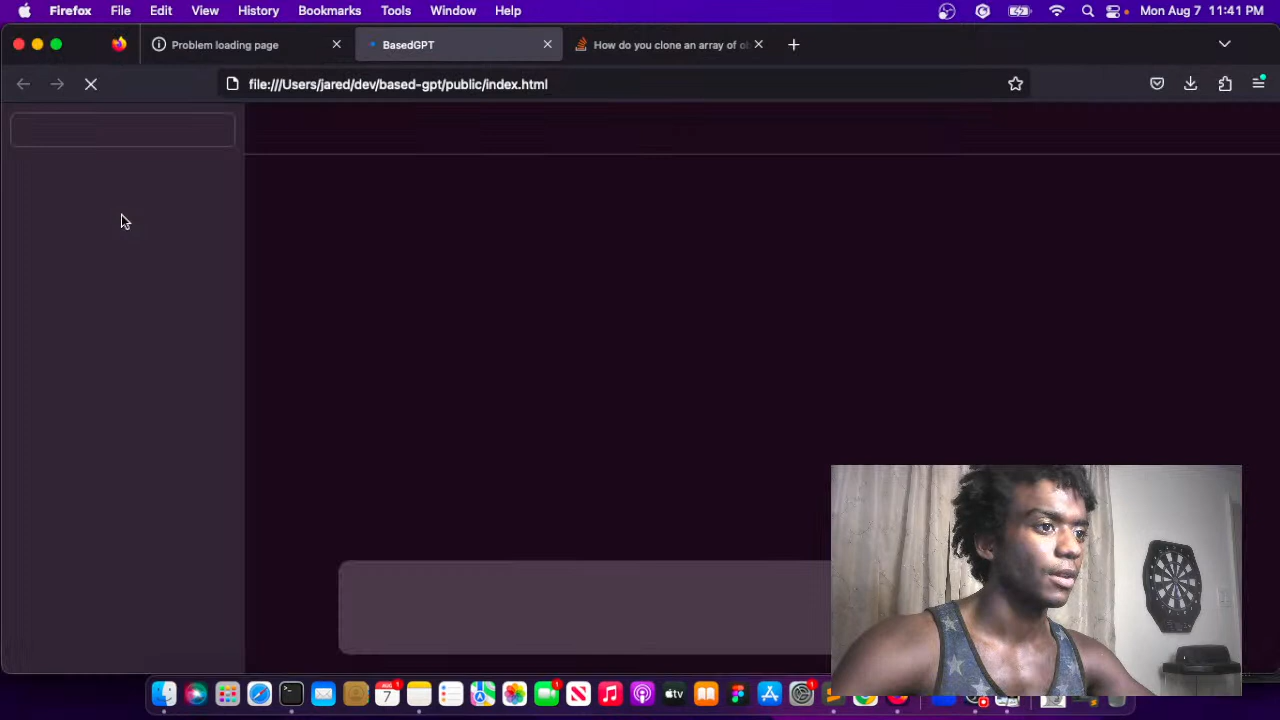 Firefox File Edit View History Bookmarks Tools Window Help Mon Aug 7 11:41 PM
Problem loading page BasedGPT How do you clone an array of ob
file:///Users/jared/dev/based-gpt/public/index.html